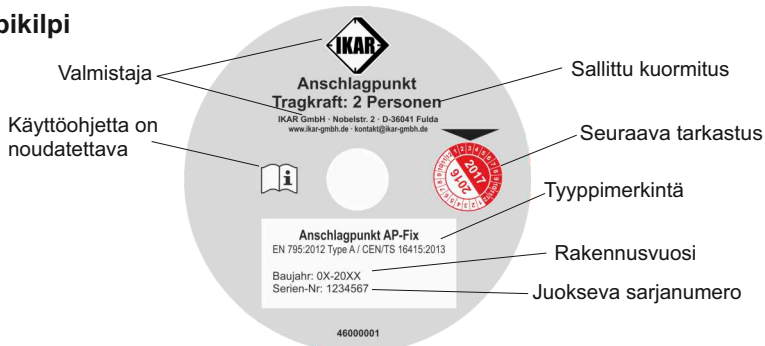 pikilpi
IKAR
Valmistaja
Anschlagpunkt
Tragkraft: 2 Personen
Sallittu kuormitus
IKAR GmbH · Nobelstr. 2 · D-36041 Fulda
www.ikar-gmbh.de · kontakt@ikar-gmbh.de
Käyttöohjetta on
noudatettava
Seuraava tarkastus
2017
2016
Tyyppimerkintä
Anschlagpunkt AP-Fix
EN 795:2012 Type A / CEN/TS 16415:2013
Rakennusvuosi
Baujahr: 0X-20XX
Serien-Nr: 1234567
Juokseva sarjanumero
46000001